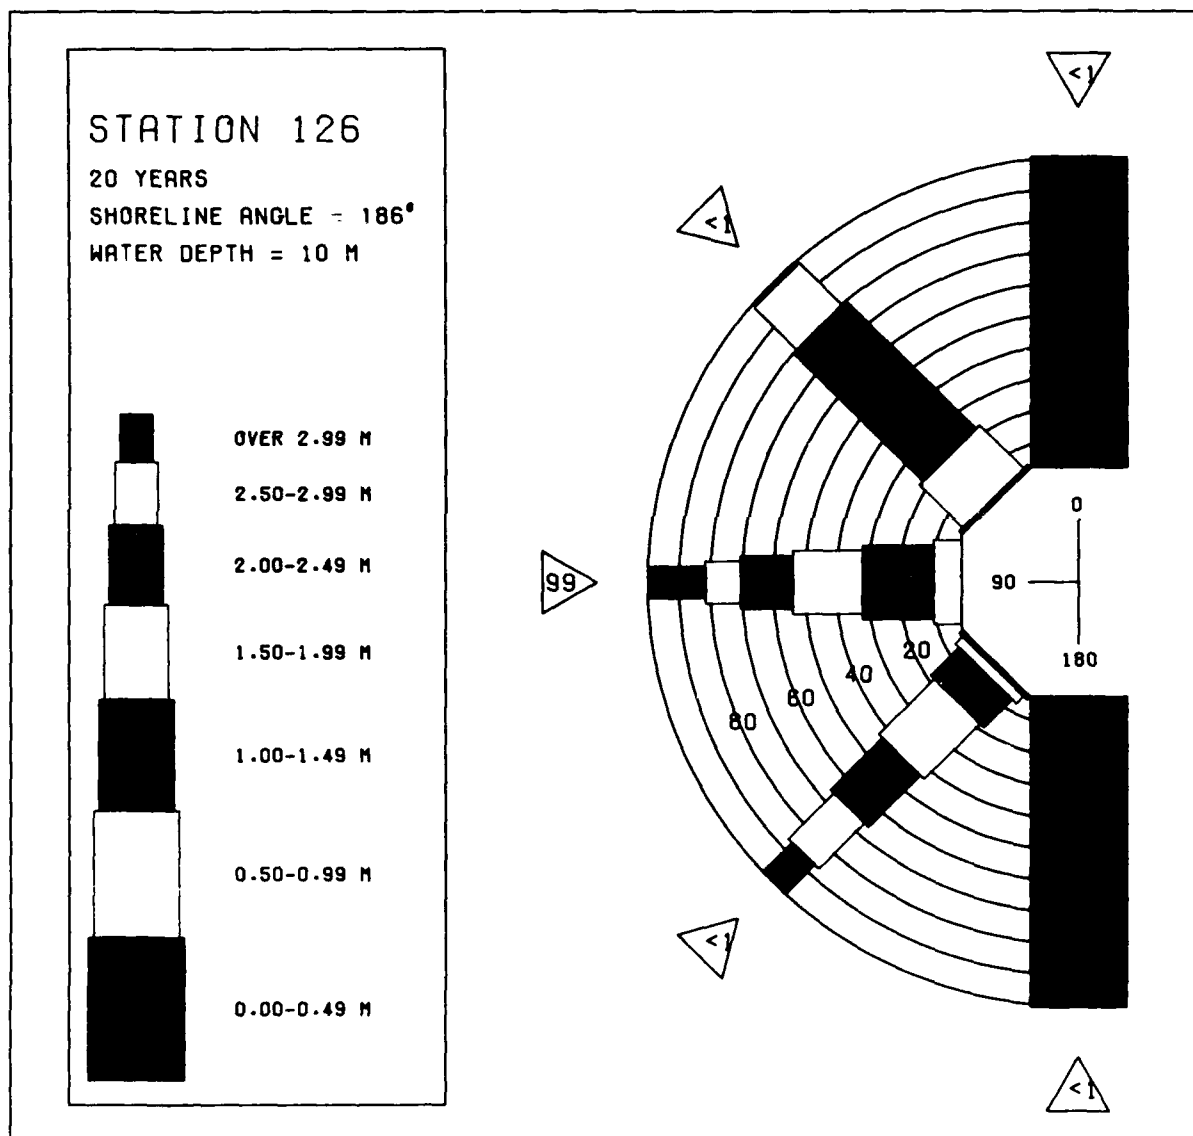 STATION 126
20 YEARS
SHORELINE ANGLE = 186°
WATER DEPTH = 10 M
OVER 2.99 M
2.50-2.99 M
2.00-2.49 M
1.50-1.99 M
1.00-1.49 M
0.50-0.99 M
0.00-0.49 M
<1
<1
99
<1
<1
0
90
180
20
40
60
80